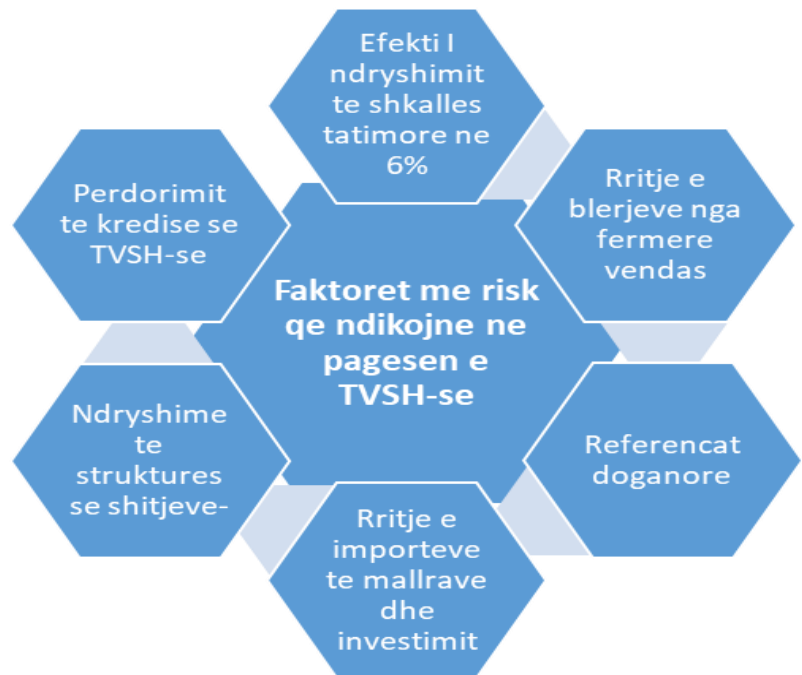 Efekti I
ndryshimit
te shkalles
tatimore ne
6%
Rritje e
blerjeve nga
fermere
vendas
Referencat
doganore
Rritje e
importeve
te mallrave
dhe
investimit
Ndryshime
te
struktures
se shitjeve-
Perdorimit
te kredise se
TVSH-se
Faktoret me risk
qe ndikojne ne
pagesen e
TVSH-se